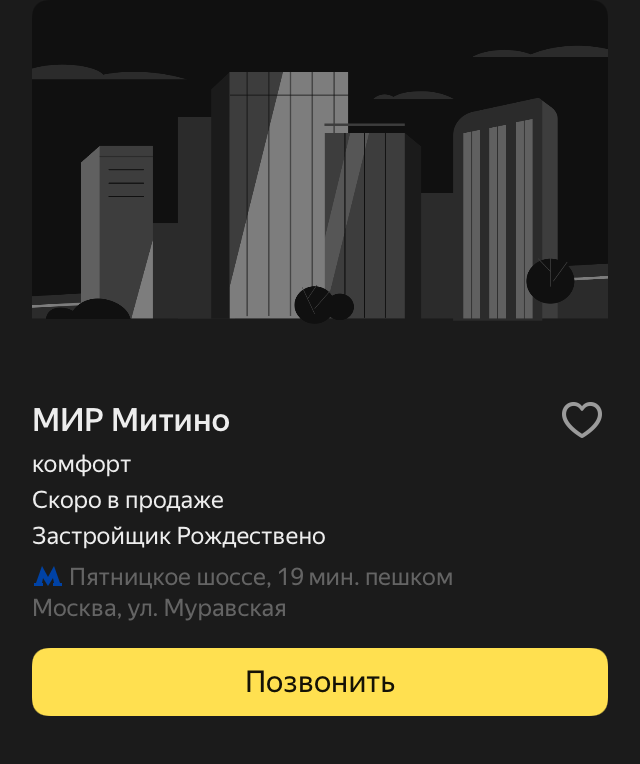 МИР Митино
комфорт
Скоро в продаже
Застройщик Рождествено
Пятницкое шоссе, 19 мин. пешком
Москва, ул. Муравская
Позвонить